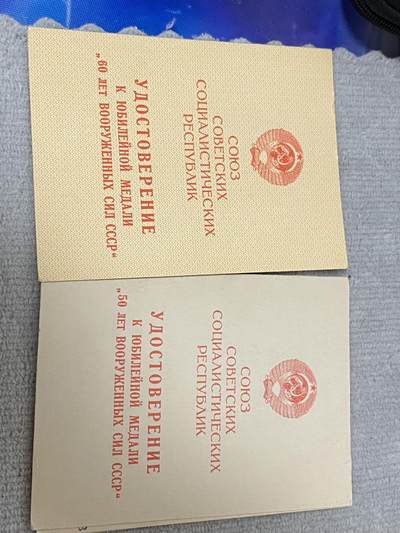 СОЮЗ
СОВЕТСКИХ
СОЦИАЛИСТИЧЕСКИХ
РЕСПУБЛИК
УДОСТОВЕРЕНИЕ
К ЮБИЛЕЙНОЙ МЕДАЛИ
„60 ЛЕТ ВООРУЖЕННЫХ СИЛ СССР“
СОЮЗ
СОВЕТСКИХ
СОЦИАЛИСТИЧЕСКИХ
РЕСПУБЛИК
УДОСТОВЕРЕНИЕ
К ЮБИЛЕЙНОЙ МЕДАЛИ
„50 ЛЕТ ВООРУЖЕННЫХ СИЛ СССР“